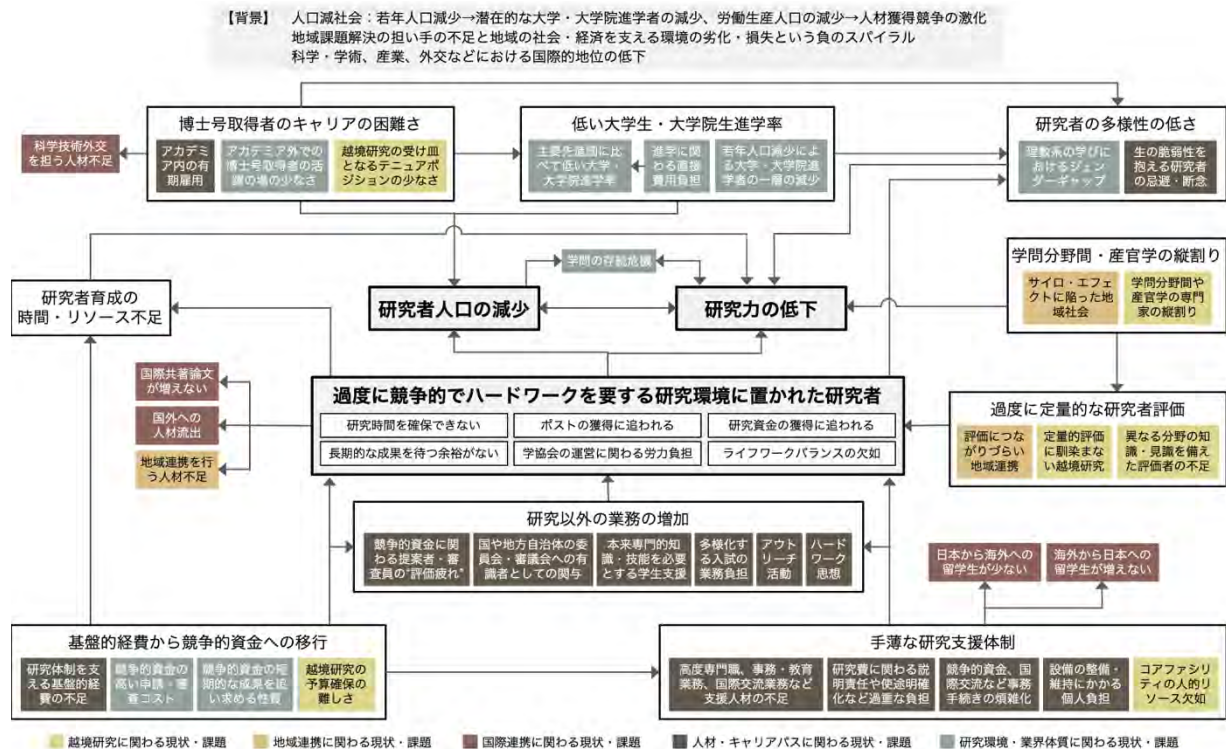 【背景】 人口減社会：若年人口減少→潜在的な大学・大学院進学者の減少、労働生産人口の減少→人材獲得競争の激化
地域課題解決の担い手の不足と地域の社会・経済を支える環境の劣化・損失という負のスパイラル
科学・学術、産業、外交などにおける国際的地位の低下
博士号取得者のキャリアの困難さ
科学技術外交
を担う人材不足
アカデミ
ア内の有
期雇用
アカデミア外での
博士号取得者の活
躍の場の少なさ
越境研究の受け皿
となるテニュアポ
ジションの少なさ
低い大学生・大学院生進学率
主要先進国に比
べて低い大学・
大学院進学率
進学に関
わる直接
費用負担
若年人口減少によ
る大学・大学院進
学者の一層の減少
研究者の多様性の低さ
理数系の学びに
おけるジェン
ダーギャップ
生の脆弱性を
抱える研究者
の忌避・断念
学問の存続危機
研究者人口の減少
研究力の低下
学問分野間・産官学の縦割り
サイロ・エフェ
クトに陥った地
域社会
学問分野間や
産官学の専門
家の縦割り
研究者育成の
時間・リソース不足
国際共著論文
が増えない
国外への
人材流出
地域連携を行
う人材不足
過度に競争的でハードワークを要する研究環境に置かれた研究者
研究時間を確保できない
ポストの獲得に追われる
研究資金の獲得に追われる
長期的な成果を待つ余裕がない
学協会の運営に関わる労力負担
ライフワークバランスの欠如
過度に定量的な研究者評価
評価につな
がりづらい
地域連携
定量的評価
に馴染まな
い越境研究
異なる分野の知
識・見識を備え
た評価者の不足
研究以外の業務の増加
競争的資金に関
わる提案者・審
査員の“評価疲れ”
国や地方自治体の委
員会・審議会への有
識者としての関与
本来専門的知
識・技能を必要
とする学生支援
多様化す
る入試の
業務負担
アウト
リーチ
活動
ハード
ワーク
思想
日本から海外への
留学生が少ない
海外から日本への
留学生が増えない
基盤的経費から競争的資金への移行
研究体制を支
える基盤的経
費の不足
競争的資金の
高い申請・審
査コスト
競争的資金の短
期的な成果を追
い求める性質
越境研究の
予算確保の
難しさ
手薄な研究支援体制
高度専門職、事務・教育
業務、国際交流業務など
支援人材の不足
研究費に関わる説
明責任や使途明確
化など過重な負担
競争的資金、国
際交流など事務
手続きの煩雑化
設備の整備・
維持にかかる
個人負担
コアファシリ
ティの人的リ
ソース欠如
越境研究に関わる現状・課題
地域連携に関わる現状・課題
国際連携に関わる現状・課題
人材・キャリアパスに関わる現状・課題
研究環境・業界体質に関わる現状・課題